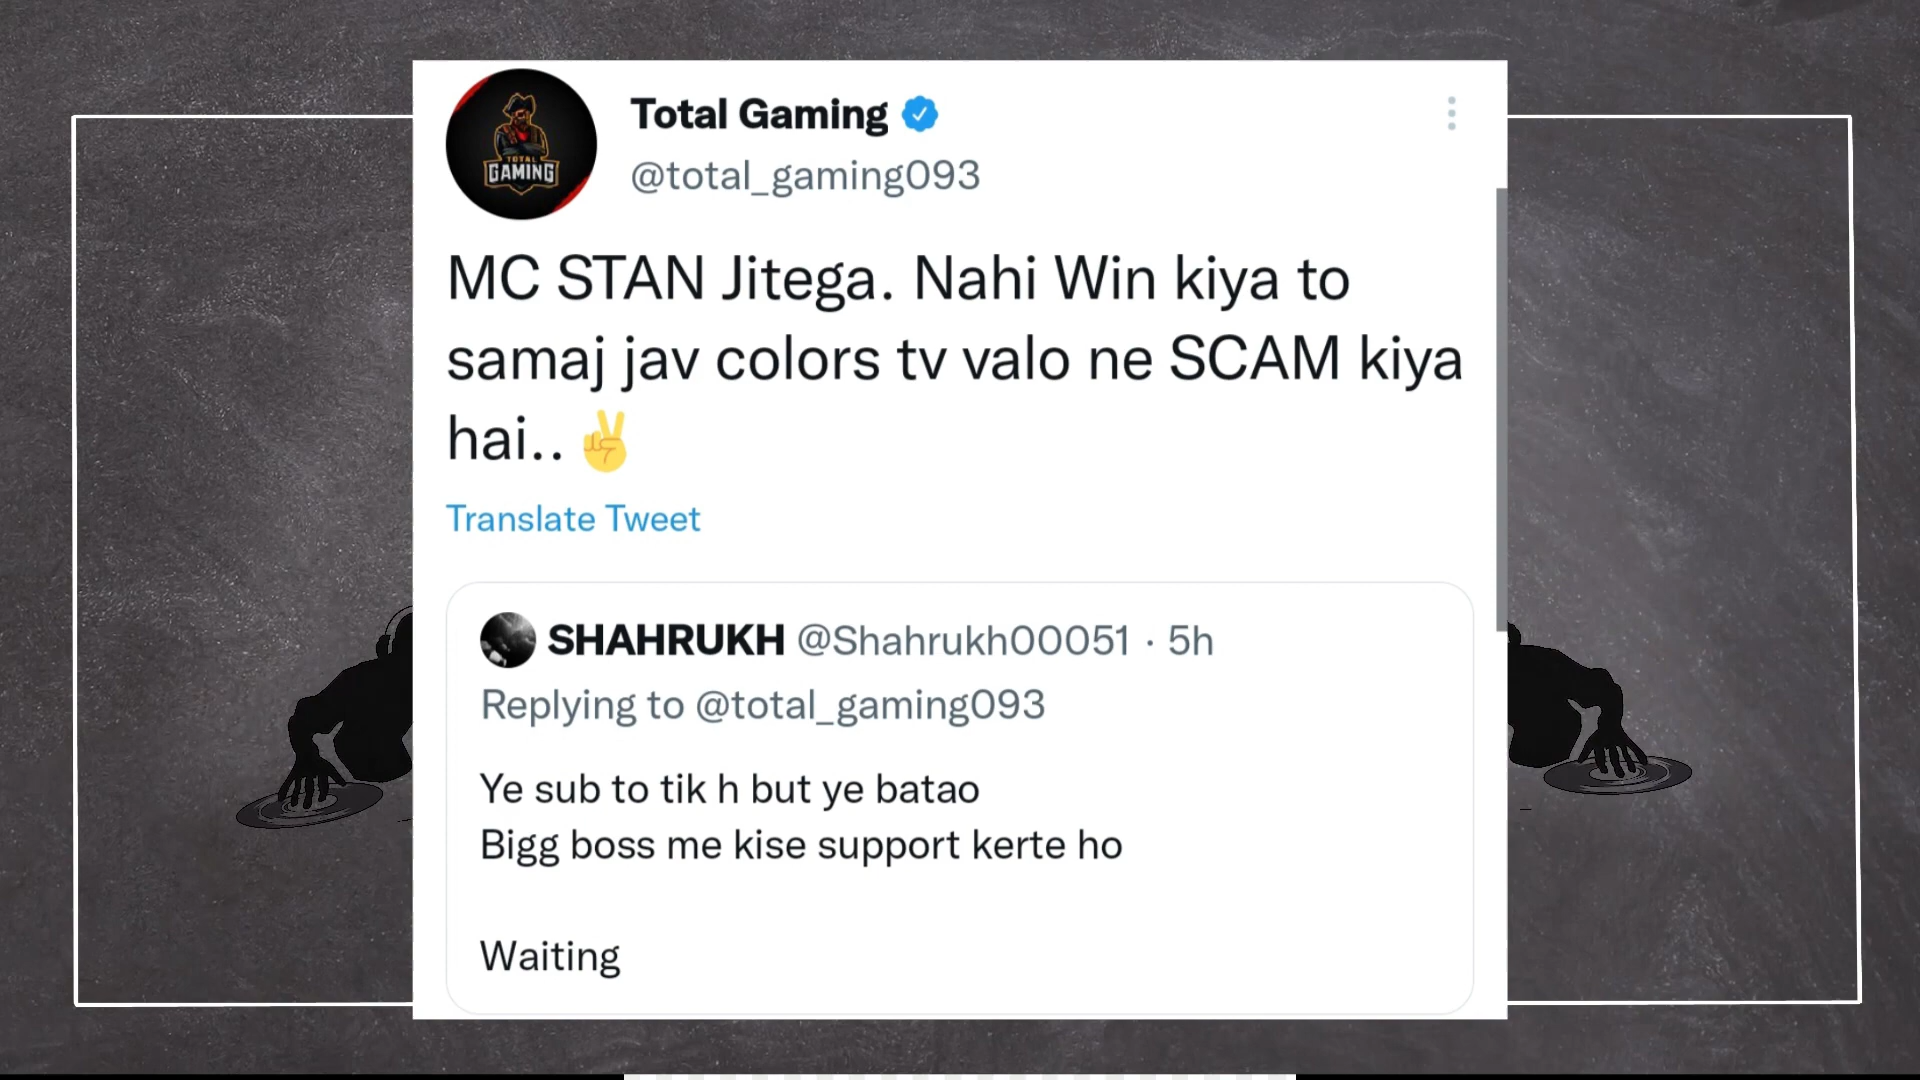 TOTAL
GAMING
Total Gaming
@total_gaming093
MC STAN Jitega. Nahi Win kiya to
samaj jav colors tv valo ne SCAM kiya
hai.. ✌️
Translate Tweet
SHAHRUKH @Shahrukh00051 · 5h
Replying to @total_gaming093
Ye sub to tik h but ye batao
Bigg boss me kise support kerte ho
Waiting